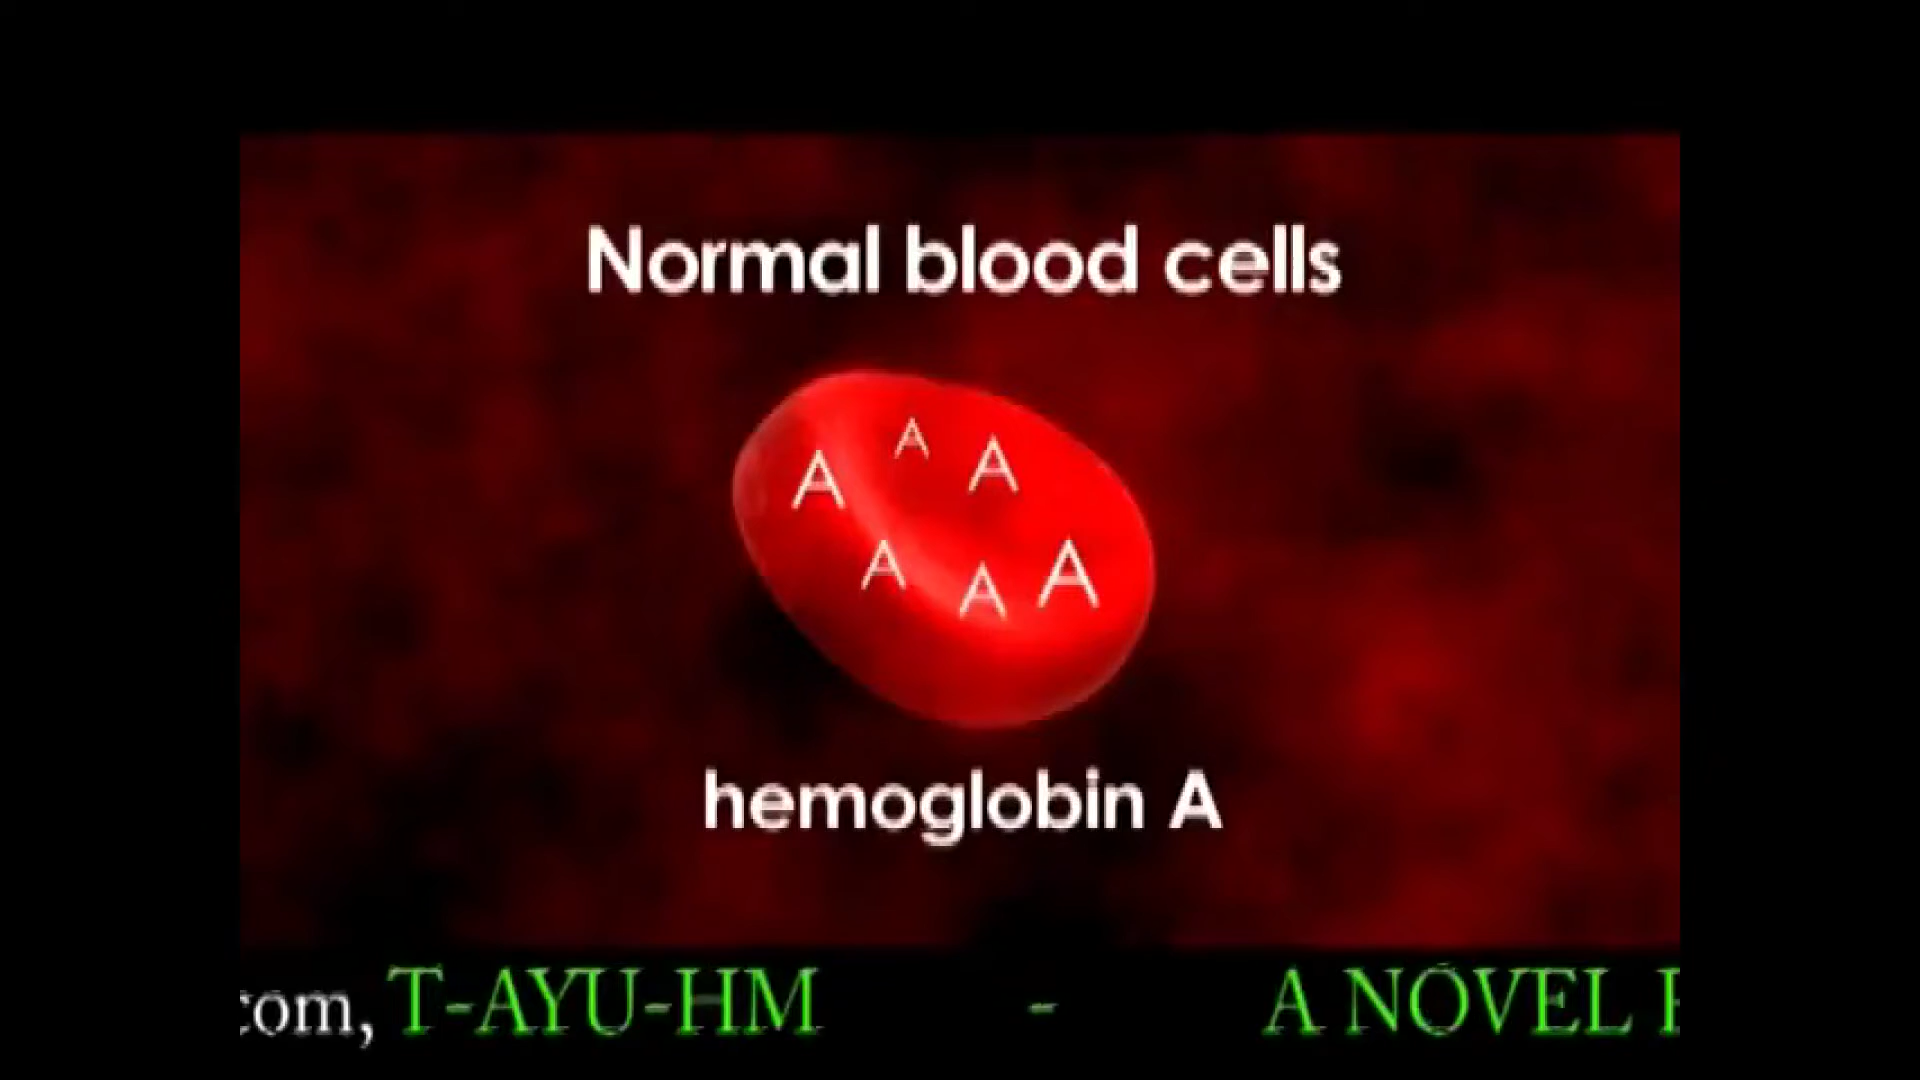 Normal blood cells
A A A
A A A
hemoglobin A
com, T-AYU-HM - A NOVEL